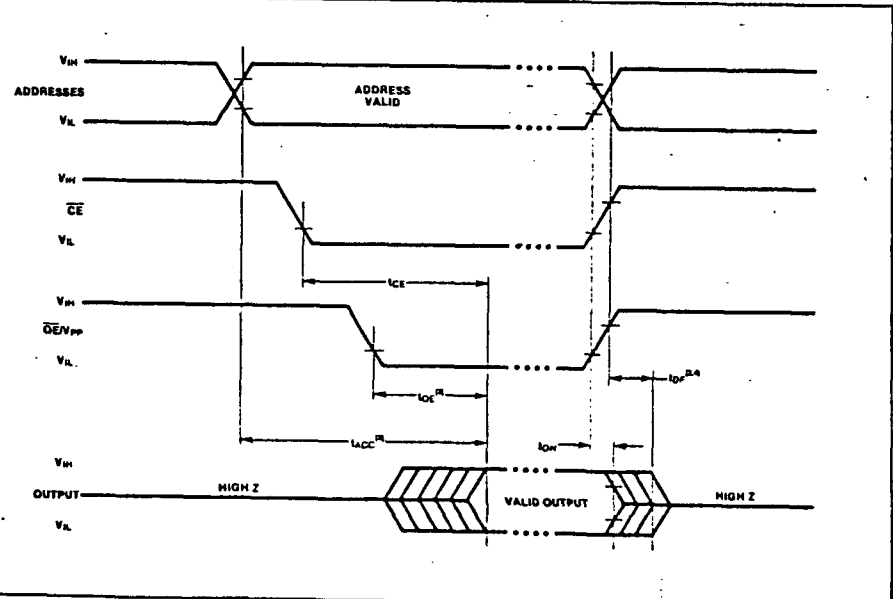 VIH
ADDRESSES
ADDRESS
VALID
VIL
VIH
CE
VIL
tCE
VIH
OE/VPP
VIL
tDF
tOE
tACC
tOH
VIH
OUTPUT
HIGH Z
VALID OUTPUT
HIGH Z
VIL